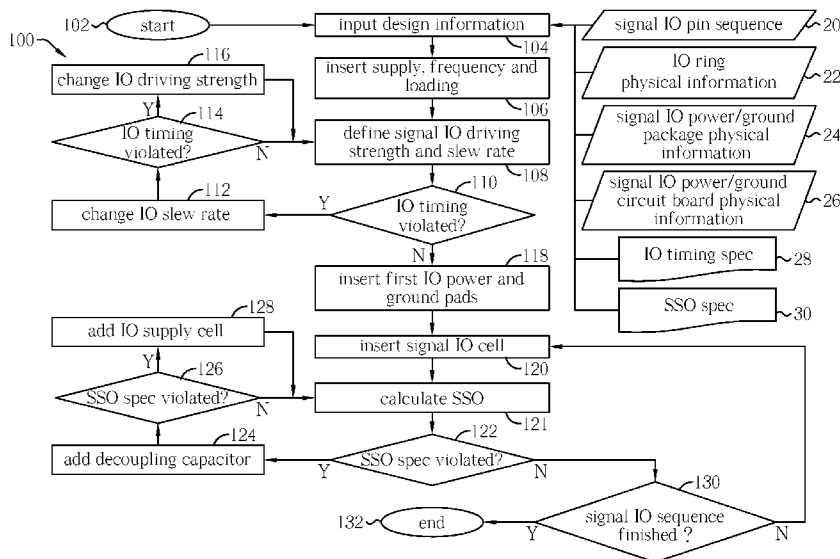 102
start
100
input design information
104
signal IO pin sequence
20
116
change IO driving strength
insert supply, frequency and
loading
106
IO ring
physical information
22
Y
114
IO timing
violated?
N
define signal IO driving
strength and slew rate
108
signal IO power/ground
package physical
information
24
112
change IO slew rate
Y
110
IO timing
violated?
N
signal IO power/ground
circuit board physical
information
26
118
insert first IO power and
ground pads
IO timing spec
28
SSO spec
30
128
add IO supply cell
insert signal IO cell
120
Y
126
SSO spec violated?
N
calculate SSO
121
124
add decoupling capacitor
Y
122
SSO spec violated?
N
130
signal IO sequence
finished ?
Y
N
132
end